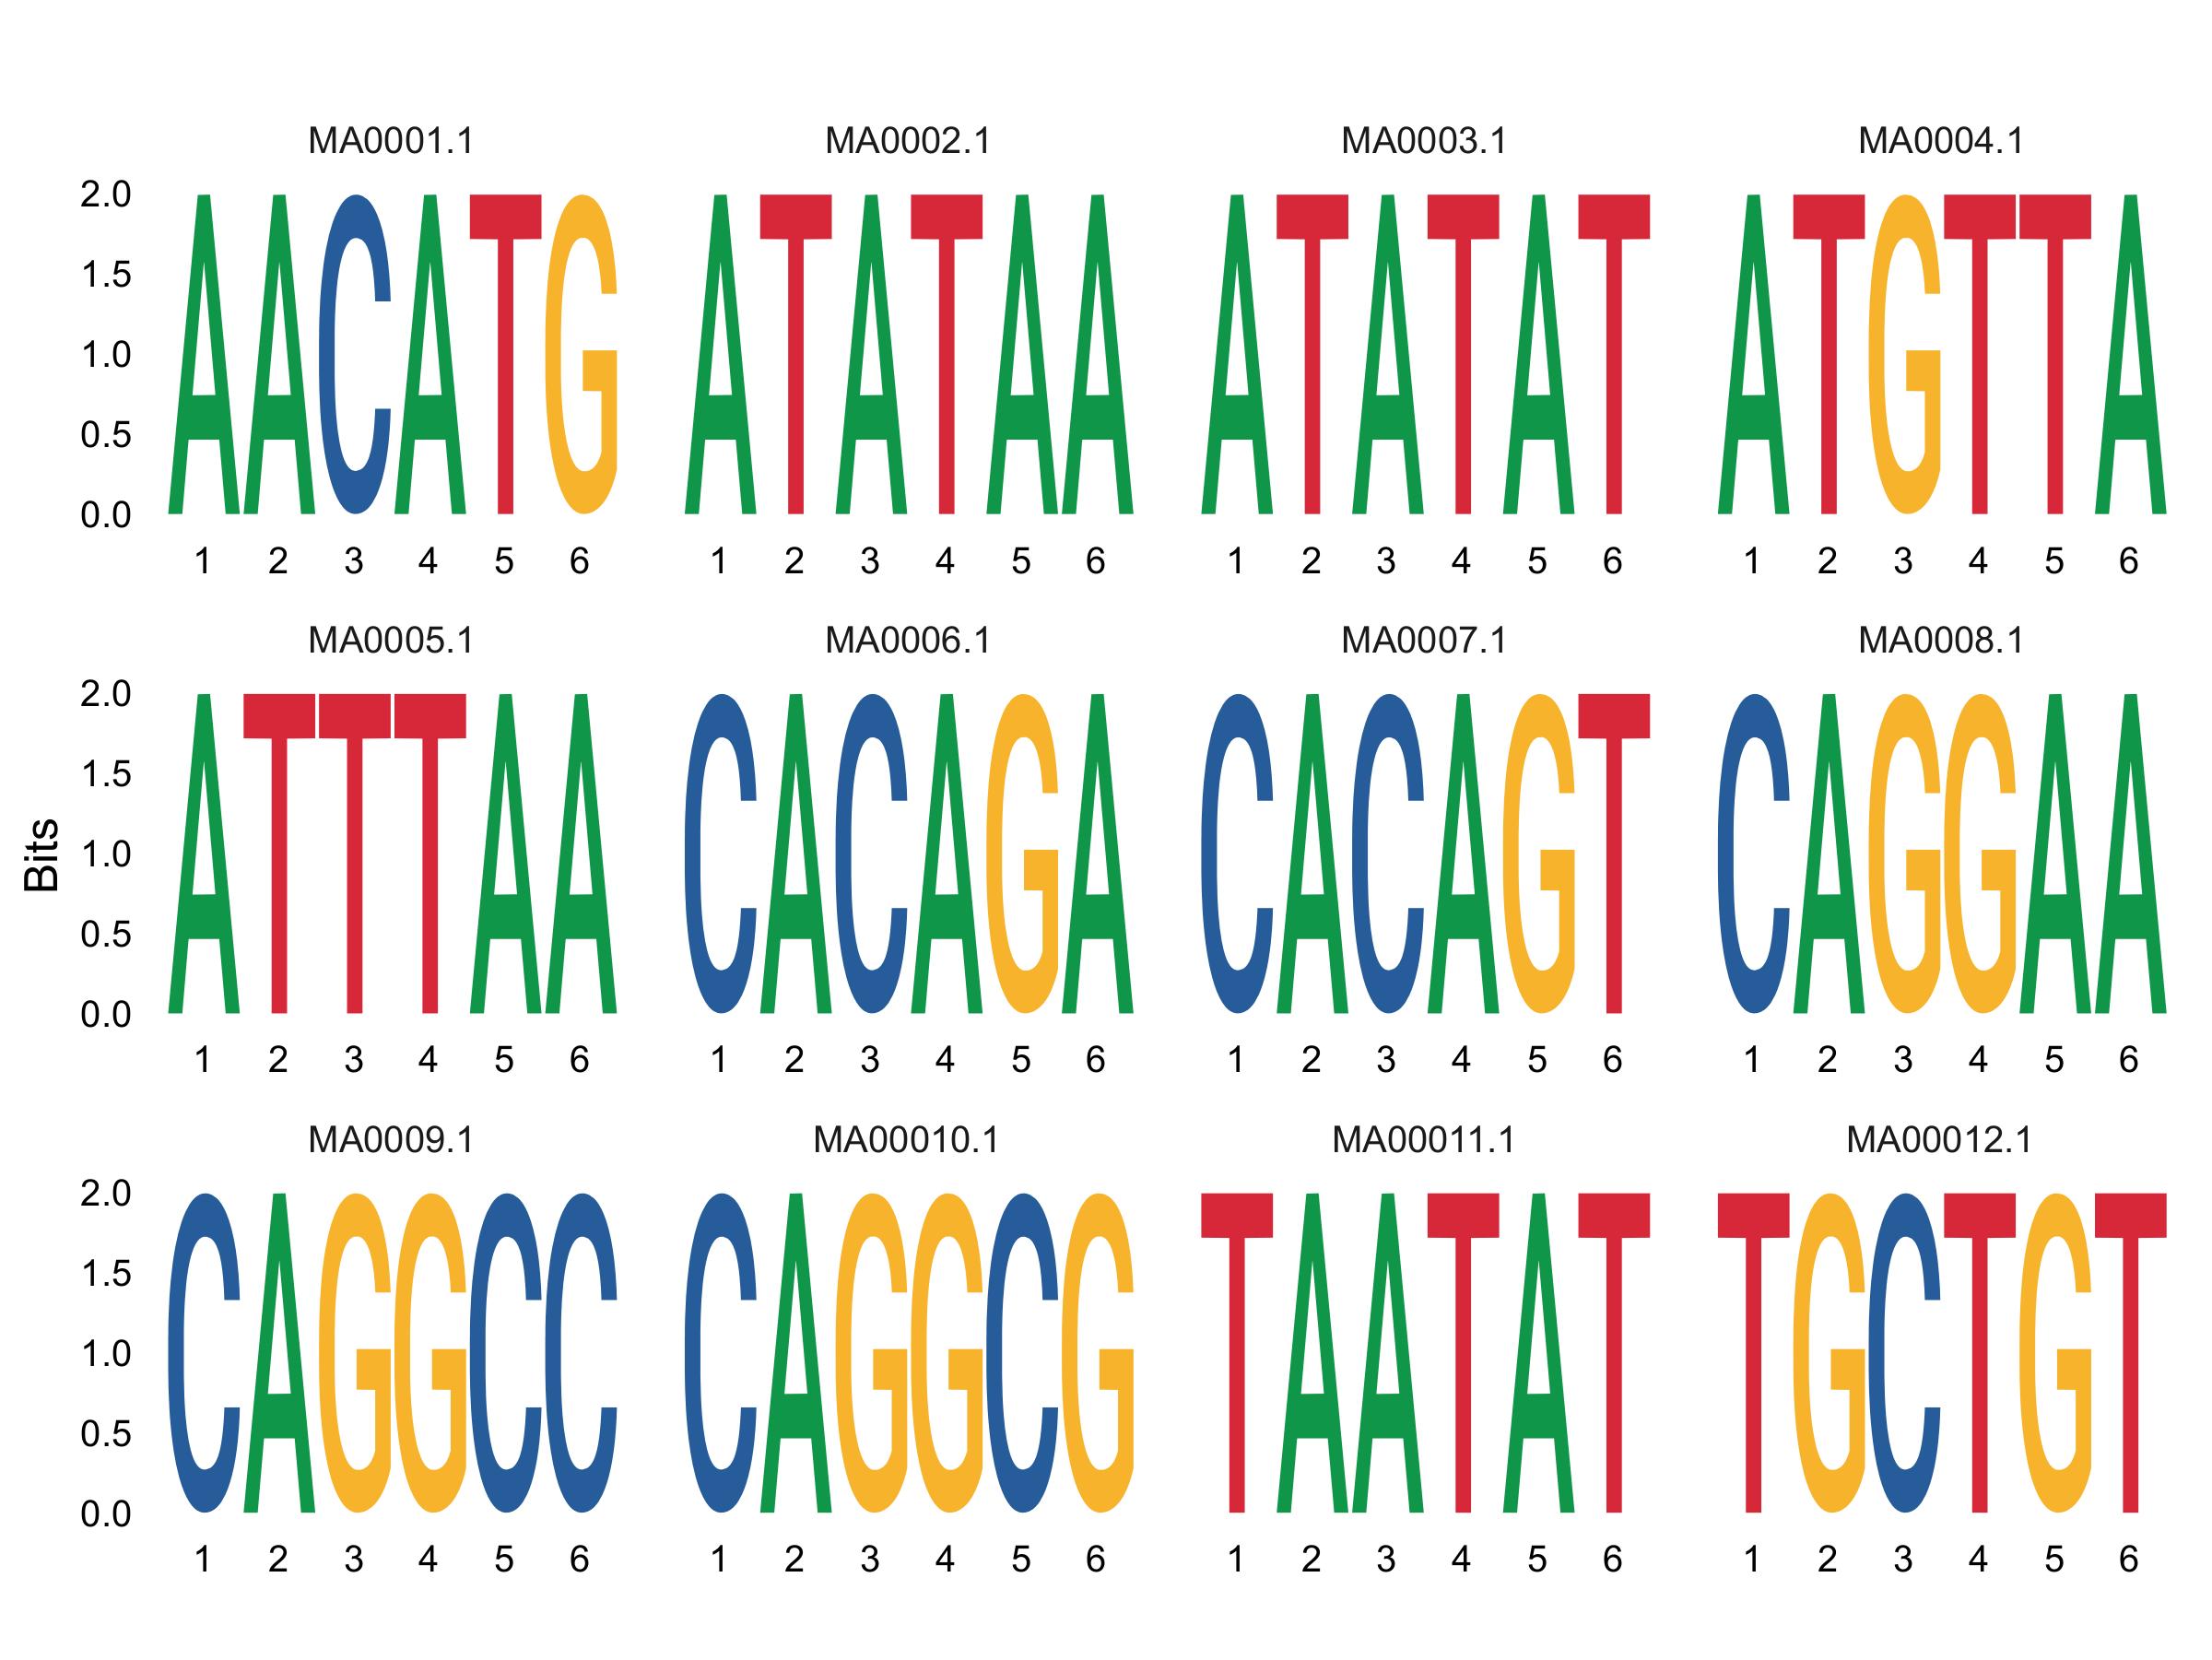 MA0001.1 MA0002.1 MA0003.1 MA0004.1
2.0
1.5
1.0
0.5
0.0
AACATG ATATAA ATATAT ATGTTA
1 2 3 4 5 6 1 2 3 4 5 6 1 2 3 4 5 6 1 2 3 4 5 6
MA0005.1 MA0006.1 MA0007.1 MA0008.1
Bits
2.0
1.5
1.0
0.5
0.0
ATTTAA CACAGA CACAGT CAGGAA
1 2 3 4 5 6 1 2 3 4 5 6 1 2 3 4 5 6 1 2 3 4 5 6
MA0009.1 MA00010.1 MA00011.1 MA00012.1
2.0
1.5
1.0
0.5
0.0
CAGGCC CAGGCG TAATAT TGCTGT
1 2 3 4 5 6 1 2 3 4 5 6 1 2 3 4 5 6 1 2 3 4 5 6